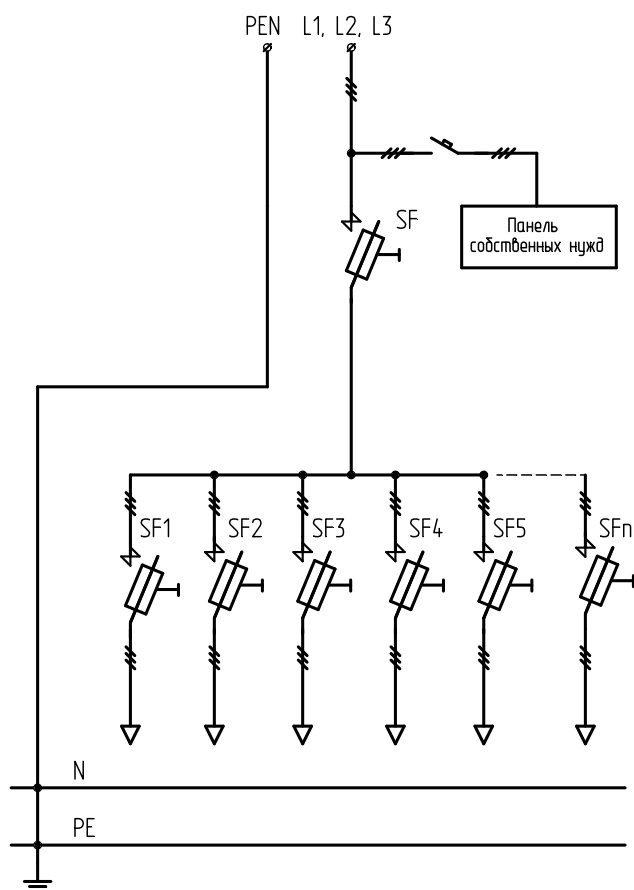 PEN L1, L2, L3
SF
Панель
собственных нужд
SF1 SF2 SF3 SF4 SF5 SFn
N
PE